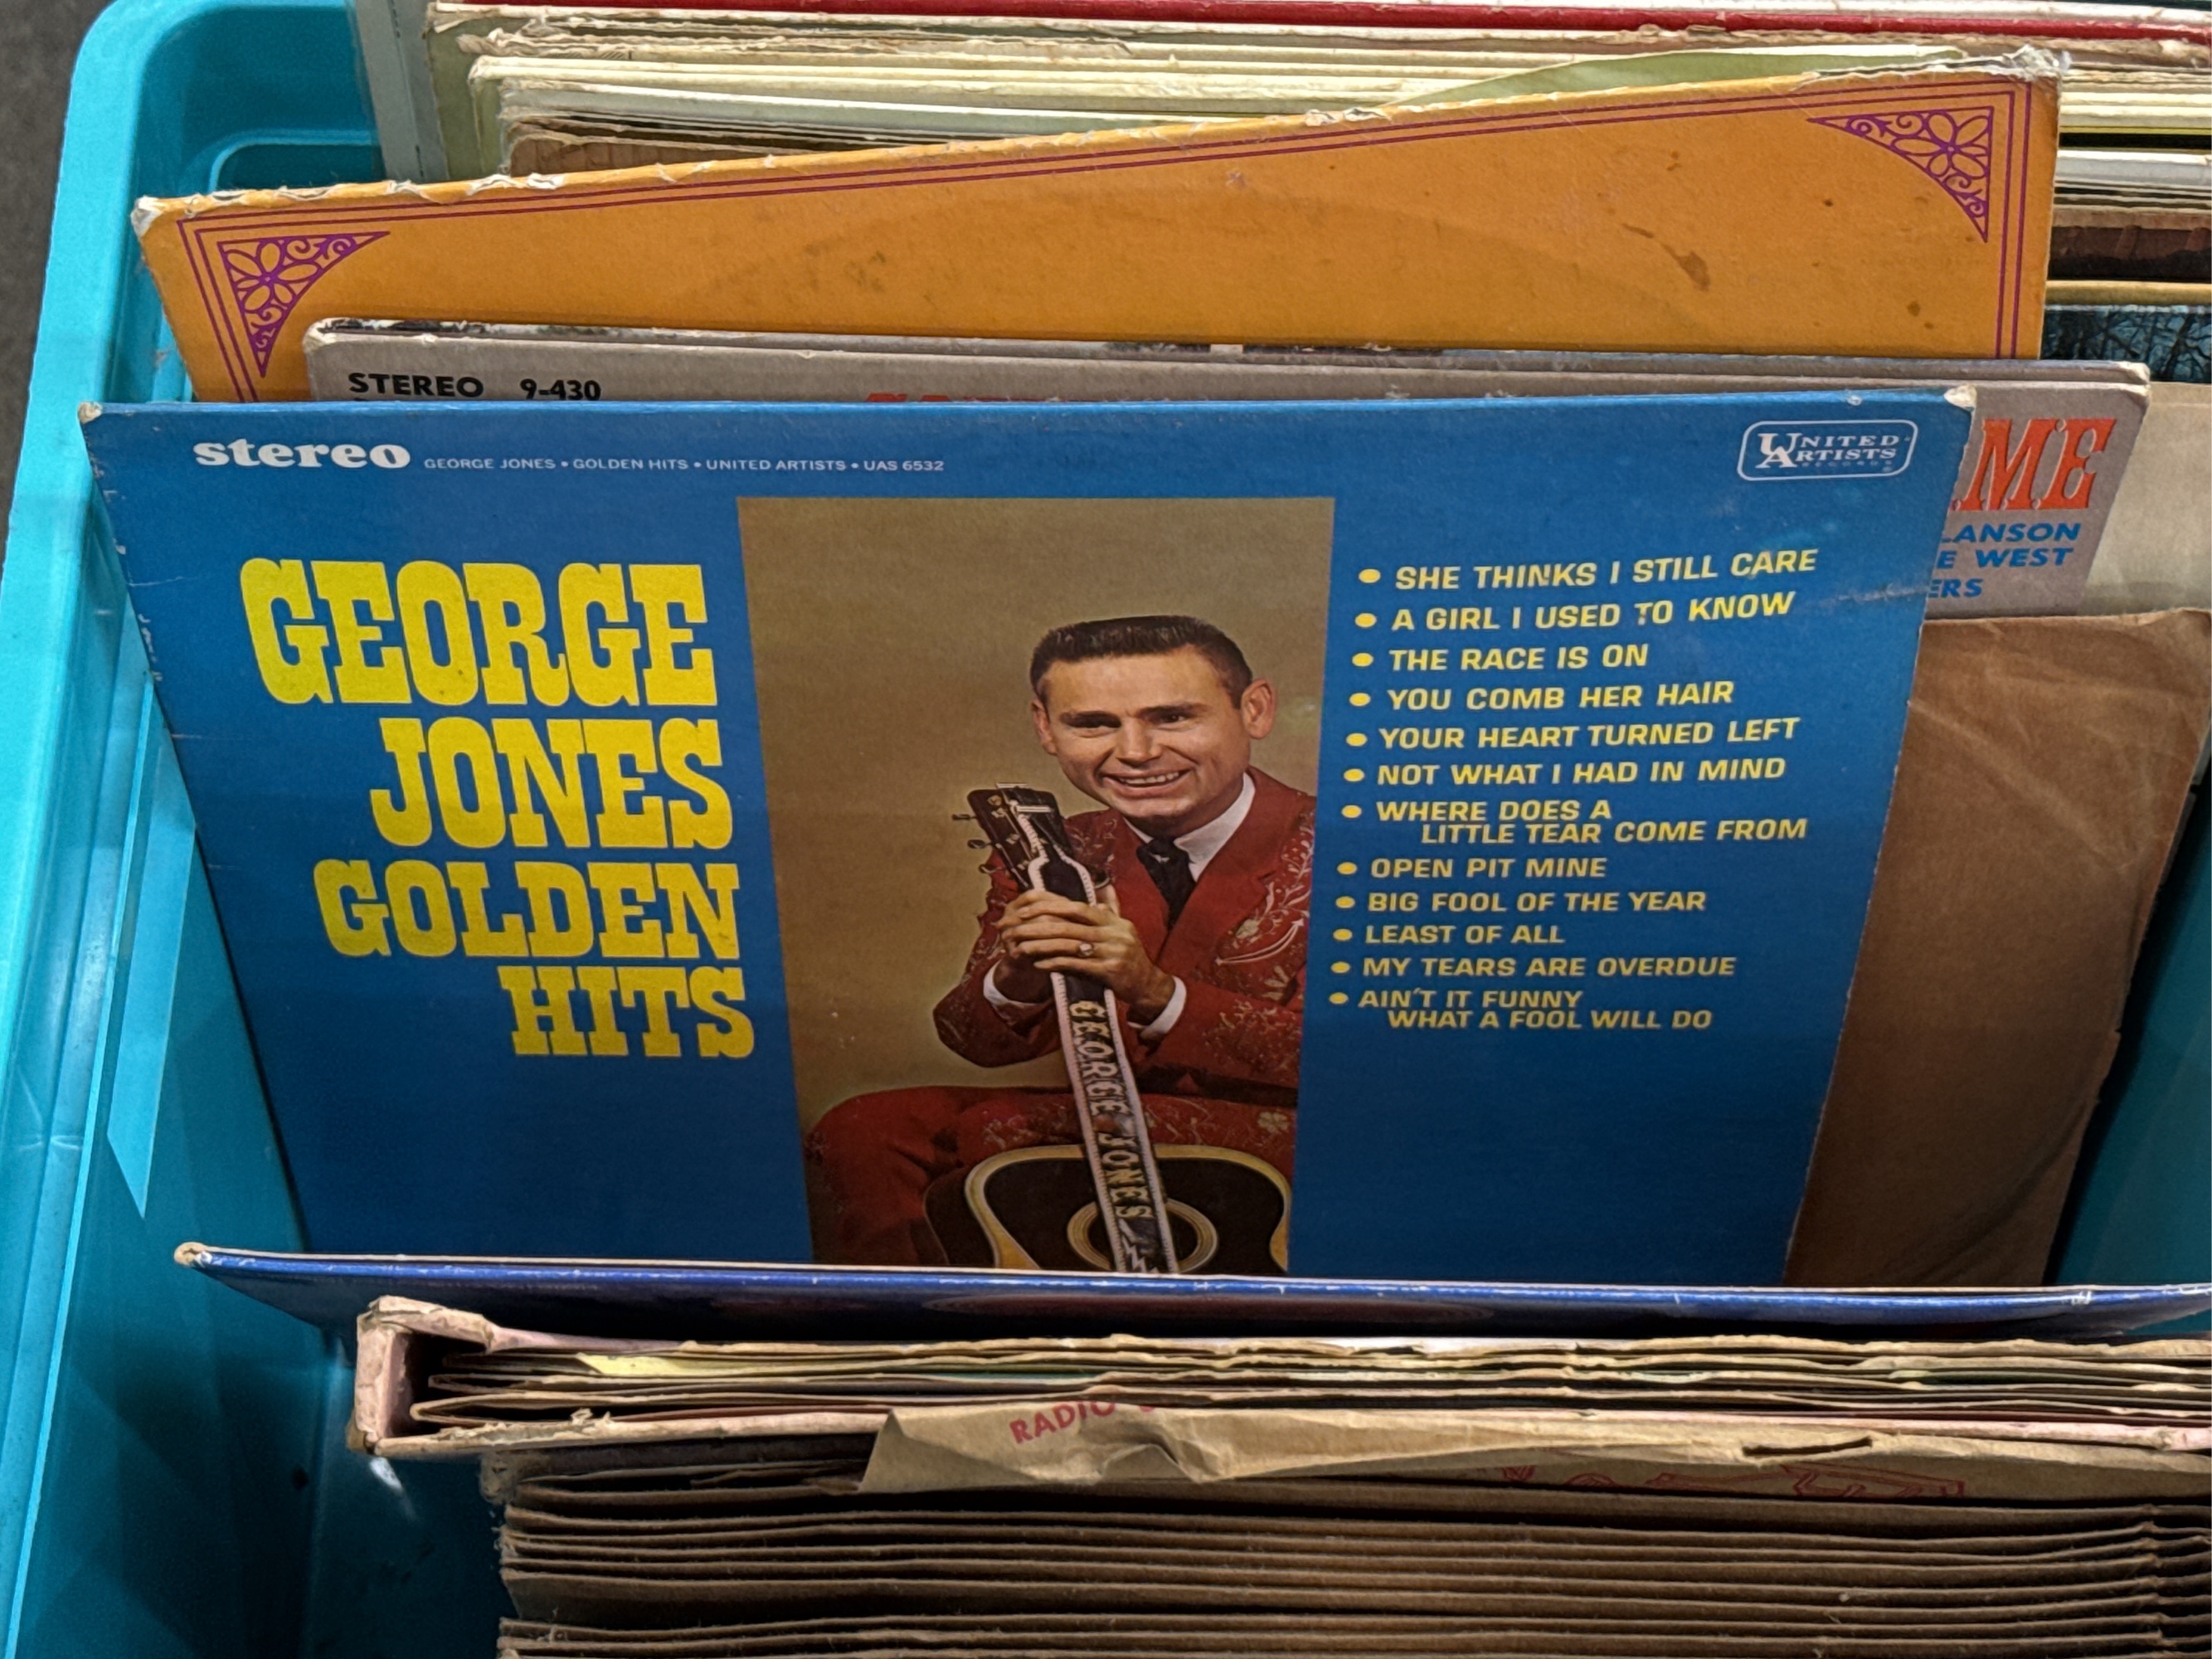 STEREO 9-430
stereo GEORGE JONES • GOLDEN HITS • UNITED ARTISTS • UAS 6532
UNITED
ARTISTS
RECORDS
LANSON
WEST
GEORGE
JONES
GOLDEN
HITS
• SHE THINKS I STILL CARE
• A GIRL I USED TO KNOW
• THE RACE IS ON
• YOU COMB HER HAIR
• YOUR HEART TURNED LEFT
• NOT WHAT I HAD IN MIND
• WHERE DOES A
LITTLE TEAR COME FROM
• OPEN PIT MINE
• BIG FOOL OF THE YEAR
• LEAST OF ALL
• MY TEARS ARE OVERDUE
• AIN'T IT FUNNY
WHAT A FOOL WILL DO
GEORGE JONES
RADIO